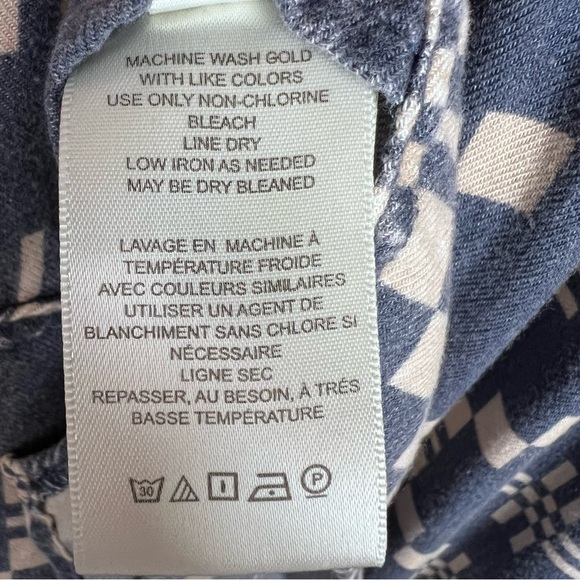 MACHINE WASH GOLD
WITH LIKE COLORS
USE ONLY NON-CHLORINE
BLEACH
LINE DRY
LOW IRON AS NEEDED
MAY BE DRY BLEANED
LAVAGE EN MACHINE À
TEMPÉRATURE FROIDE
AVEC COULEURS SIMILAIRES
UTILISER UN AGENT DE
BLANCHIMENT SANS CHLORE SI
NÉCESSAIRE
LIGNE SEC
REPASSER, AU BESOIN, À TRÉS
BASSE TEMPÉRATURE
30 P